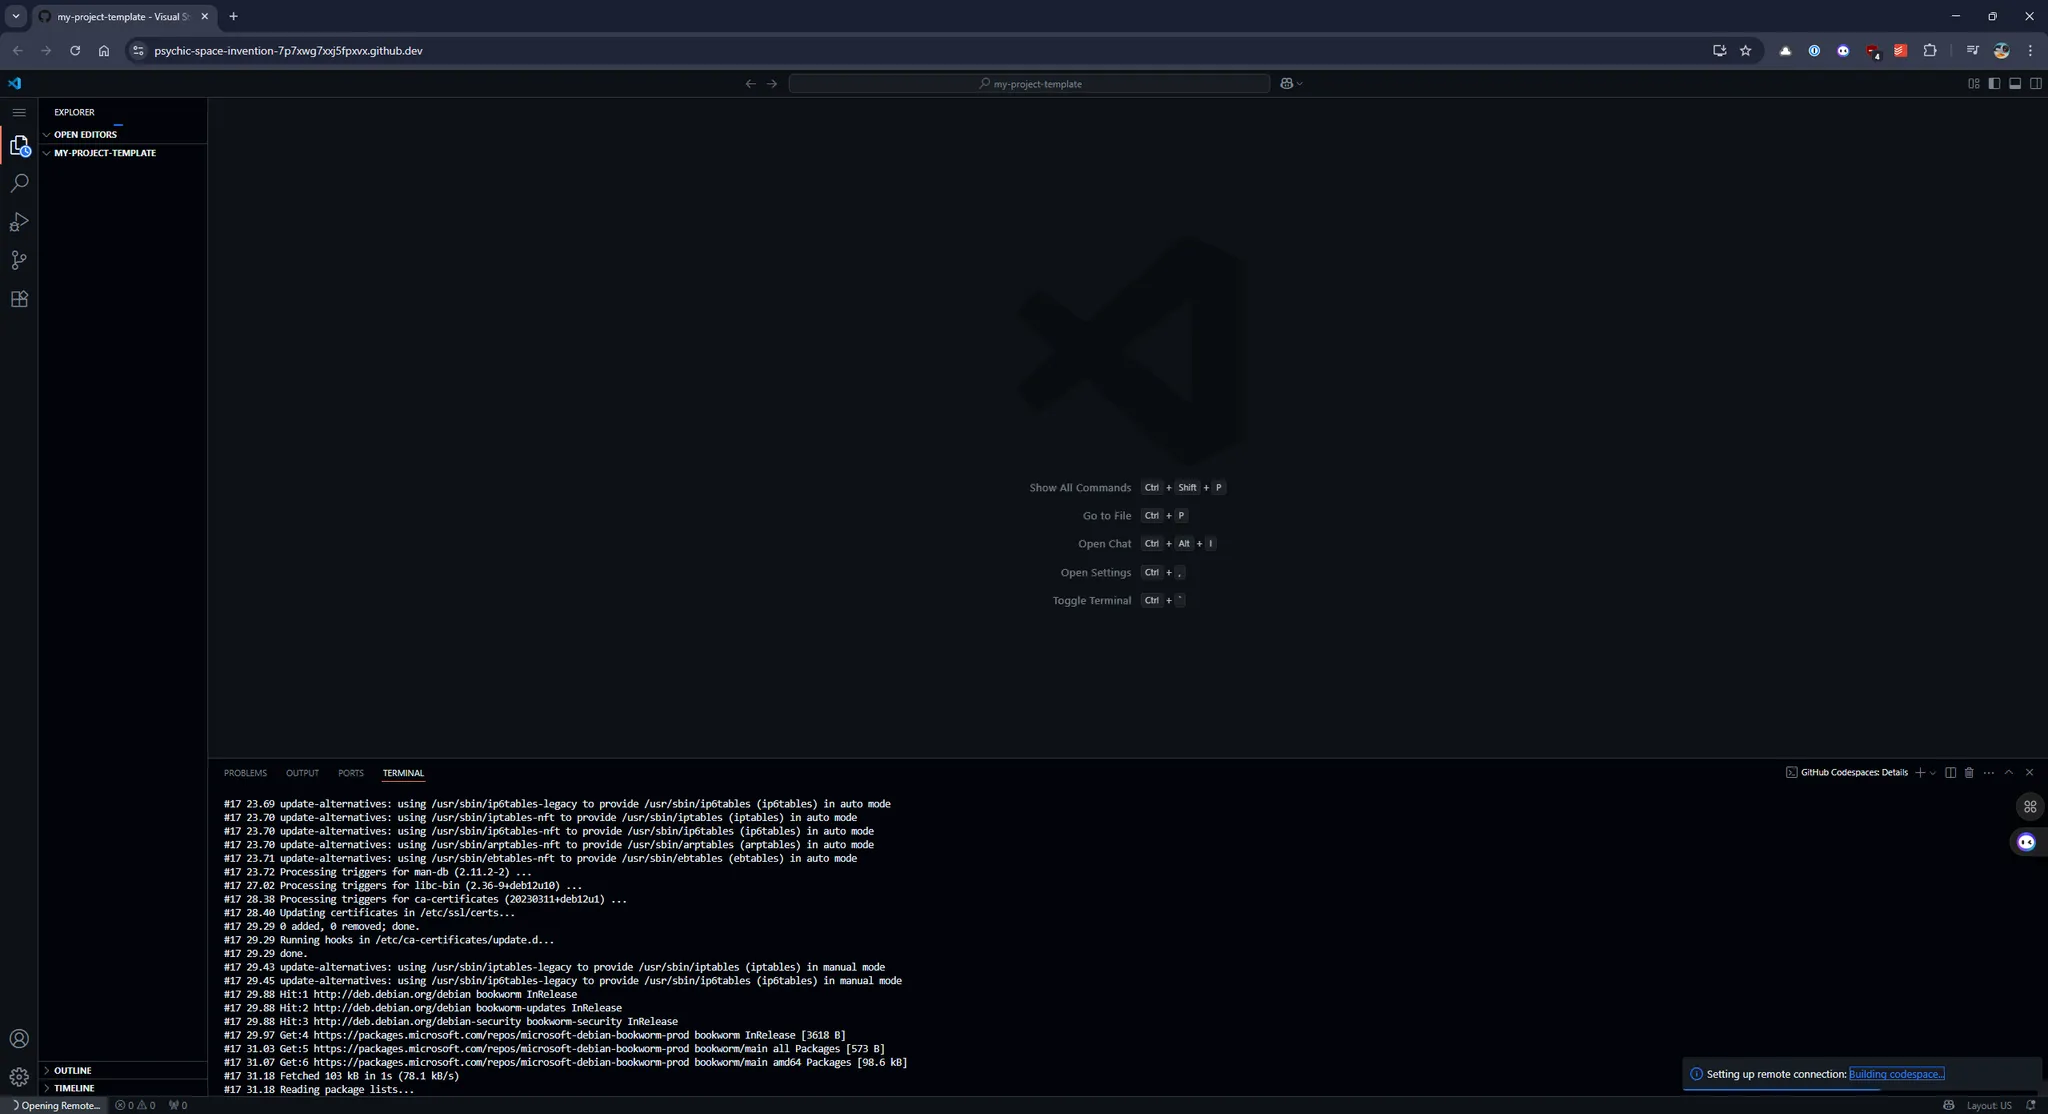 my-project-template - Visual S
psychic-space-invention-7p7xwg7xxj5fpxvx.github.dev
4
my-project-template
EXPLORER
OPEN EDITORS
MY-PROJECT-TEMPLATE
Show All Commands Ctrl + Shift + P
Go to File Ctrl + P
Open Chat Ctrl + Alt + I
Open Settings Ctrl + ,
Toggle Terminal Ctrl + `
PROBLEMS OUTPUT PORTS TERMINAL
GitHub Codespaces: Details
#17 23.69 update-alternatives: using /usr/sbin/ip6tables-legacy to provide /usr/sbin/ip6tables (ip6tables) in auto mode
#17 23.70 update-alternatives: using /usr/sbin/iptables-nft to provide /usr/sbin/iptables (iptables) in auto mode
#17 23.70 update-alternatives: using /usr/sbin/ip6tables-nft to provide /usr/sbin/ip6tables (ip6tables) in auto mode
#17 23.70 update-alternatives: using /usr/sbin/arptables-nft to provide /usr/sbin/arptables (arptables) in auto mode
#17 23.71 update-alternatives: using /usr/sbin/ebtables-nft to provide /usr/sbin/ebtables (ebtables) in auto mode
#17 23.72 Processing triggers for man-db (2.11.2-2) ...
#17 27.02 Processing triggers for libc-bin (2.36-9+deb12u10) ...
#17 28.38 Processing triggers for ca-certificates (20230311+deb12u1) ...
#17 28.40 Updating certificates in /etc/ssl/certs...
#17 29.29 0 added, 0 removed; done.
#17 29.29 Running hooks in /etc/ca-certificates/update.d...
#17 29.29 done.
#17 29.43 update-alternatives: using /usr/sbin/iptables-legacy to provide /usr/sbin/iptables (iptables) in manual mode
#17 29.45 update-alternatives: using /usr/sbin/ip6tables-legacy to provide /usr/sbin/ip6tables (ip6tables) in manual mode
#17 29.88 Hit:1 http://deb.debian.org/debian bookworm InRelease
#17 29.88 Hit:2 http://deb.debian.org/debian bookworm-updates InRelease
#17 29.88 Hit:3 http://deb.debian.org/debian-security bookworm-security InRelease
#17 29.97 Get:4 https://packages.microsoft.com/repos/microsoft-debian-bookworm-prod bookworm InRelease [3618 B]
#17 31.03 Get:5 https://packages.microsoft.com/repos/microsoft-debian-bookworm-prod bookworm/main all Packages [573 B]
#17 31.07 Get:6 https://packages.microsoft.com/repos/microsoft-debian-bookworm-prod bookworm/main amd64 Packages [98.6 kB]
#17 31.18 Fetched 103 kB in 1s (78.1 kB/s)
#17 31.18 Reading package lists...
OUTLINE
TIMELINE
Setting up remote connection: Building codespace...
Opening Remote... 0 0 0
Layout: US